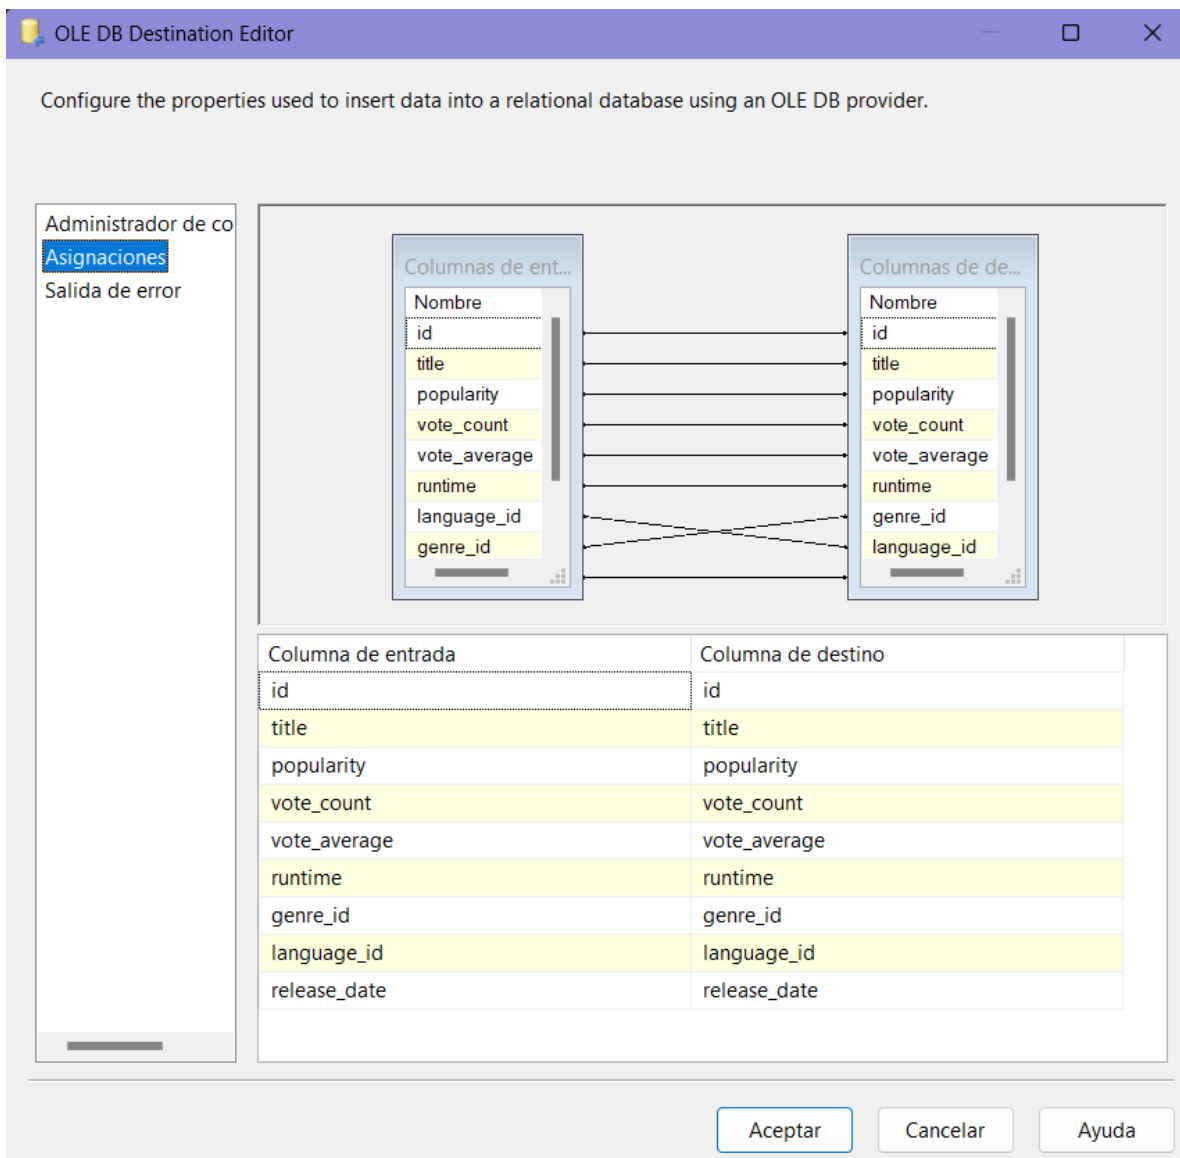 OLE DB Destination Editor
Configure the properties used to insert data into a relational database using an OLE DB provider.
Administrador de co
Asignaciones
Salida de error
Columnas de ent...
Nombre
id
title
popularity
vote_count
vote_average
runtime
language_id
genre_id
Columnas de de...
Nombre
id
title
popularity
vote_count
vote_average
runtime
genre_id
language_id
Columna de entrada Columna de destino
id id
title title
popularity popularity
vote_count vote_count
vote_average vote_average
runtime runtime
genre_id genre_id
language_id language_id
release_date release_date
Aceptar Cancelar Ayuda